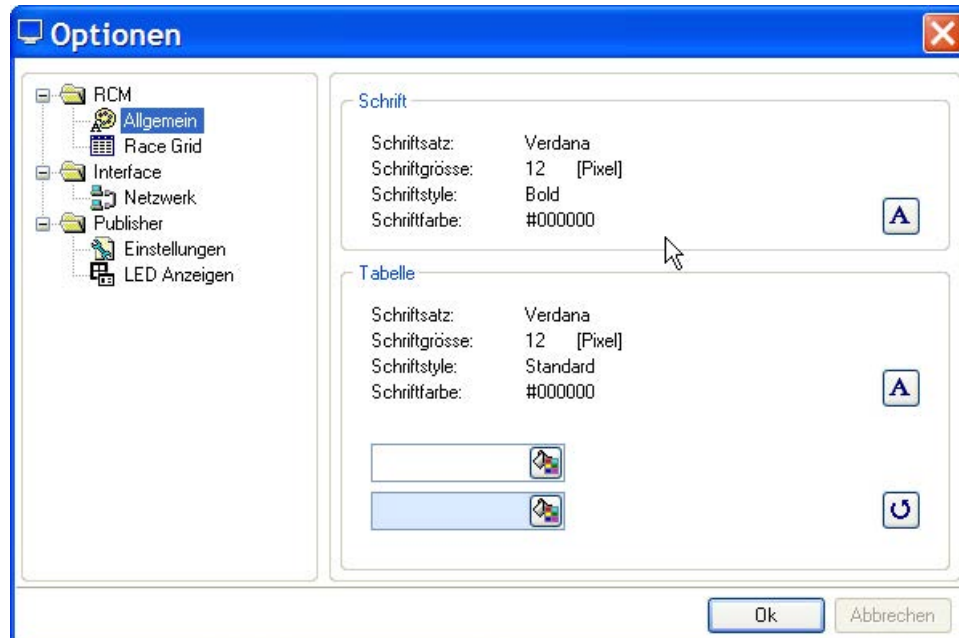 Optionen
RCM
Allgemein
Race Grid
Interface
Netzwerk
Publisher
Einstellungen
LED Anzeigen
Schrift
Schriftsatz: Verdana
Schriftgrösse: 12 [Pixel]
Schriftstyle: Bold
Schriftfarbe: #000000
A
Tabelle
Schriftsatz: Verdana
Schriftgrösse: 12 [Pixel]
Schriftstyle: Standard
Schriftfarbe: #000000
A
Ok
Abbrechen